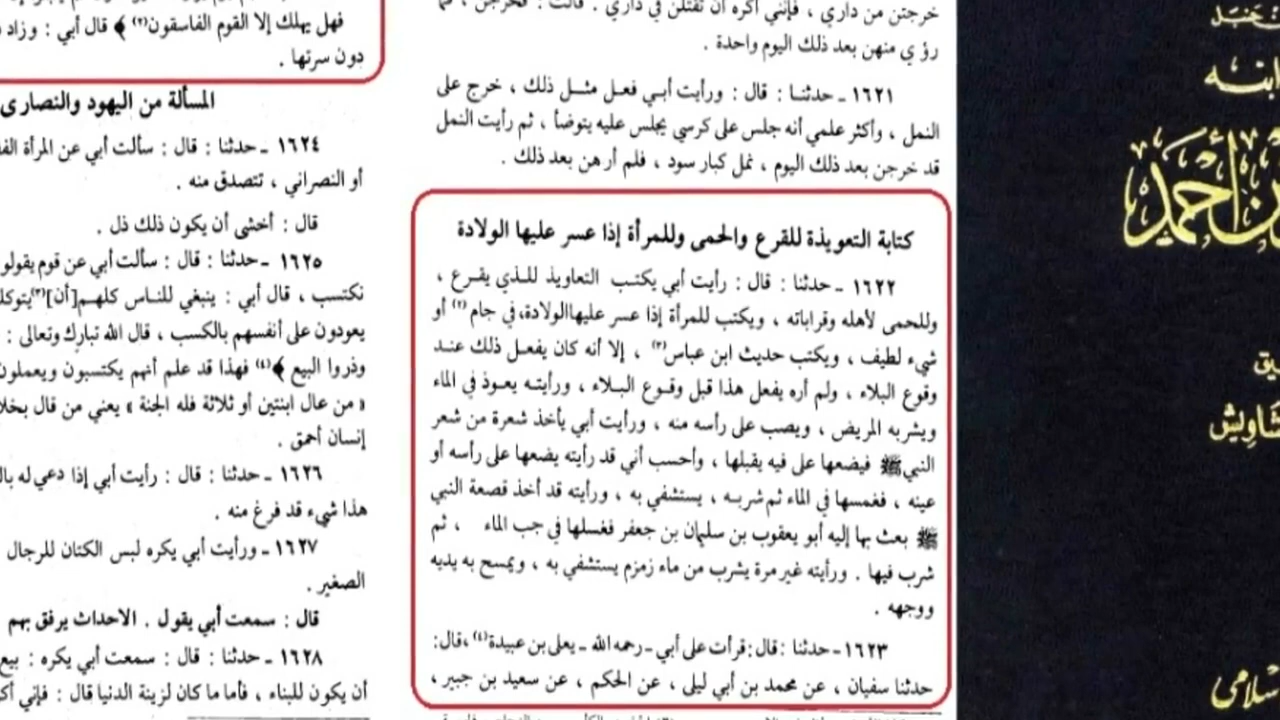 خرجتن من داري ، فإنني أكره أن تقتلن في داري . قالت : فخرجن ، فما
رؤي منهن بعد ذلك اليوم واحدة .
١٦٢١ ـ حدثنا : قال : ورأيت أبي فعل مثل ذلك ، خرج على
النمل ، وأكثر علمي أنه جلس على كرسي يجلس عليه يتوضأ ، ثم رأيت النمل
قد خرجن بعد ذلك اليوم ، نمل كبار سود ، فلم أرهن بعد ذلك .
كتابة التعويذة للقرع والحمى وللمرأة إذا عسر عليها الولادة
١٦٢٢ ـ حدثنا : قال : رأيت أبي يكتب التعاويذ للذي يقرع ،
وللحمى لأهله وقراباته ، ويكتب للمرأة إذا عسر عليها الولادة، في جام (٢) أو
شيء لطيف ، ويكتب حديث ابن عباس(٣) ، إلا أنه كان يفعل ذلك عند
وقوع البلاء ، ولم أره يفعل هذا قبل وقوع البلاء ، ورأيته يعوذ في الماء
ويشربه المريض ، ويصب على رأسه منه ، ورأيت أبي يأخذ شعرة من شعر
النبي ﷺ فيضعها على فيه يقبلها ، وأحسب أني قد رأيته يضعها على رأسه أو
عينه ، فغمسها في الماء ثم شربه ، يستشفي به ، ورأيته قد أخذ قصعة النبي
ﷺ بعث بها إليه أبو يعقوب بن سليمان بن جعفر فغسلها في جب الماء ، ثم
شرب فيها . ورأيته غير مرة يشرب من ماء زمزم يستشفي به ، ويمسح به يديه
ووجهه .
١٦٢٣ ـ حدثنا : قال : قرأت على أبي ـ رحمه الله ـ يعلى بن عبيدة(٤) ، قال :
حدثنا سفيان ، عن محمد بن أبي ليلى ، عن الحكم ، عن سعيد بن جبير ،
فهل يهلك إلا القوم الفاسقون(٢) ﴾ قال أبي : وزاد
دون سرتها .
المسألة من اليهود والنصارى
١٦٢٤ ـ حدثنا : قال : سألت أبي عن المرأة
أو النصراني ، تتصدق منه .
قال : أخشى أن يكون ذلك ذل .
١٦٢٥ ـ حدثنا : قال : سألت أبي عن قوم
نكتسب ، قال أبي : ينبغي للناس كلهم [أن](٣)
يعودون على أنفسهم بالكسب ، قال الله تبارك وتعالى :
وذروا البيع ﴾(٤) فهذا قد علم أنهم يكتسبون ويعملون
« من عال ابنتين أو ثلاثة فله الجنة » يعني من قال
إنسان أحمق .
١٦٢٦ ـ حدثنا : قال : رأيت أبي إذا دعي له
هذا شيء قد فرغ منه .
١٦٢٧ ـ ورأيت أبي يكره لبس الكتان للرجال
الصغير .
قال : سمعت أبي يقول . الاحداث يرفق بهم
١٦٢٨ ـ حدثنا : قال : سمعت أبي يكره : بيع
أن يكون للبناء ، فأما ما كان لزينة الدنيا قال : فإني
ابنه
أحمد